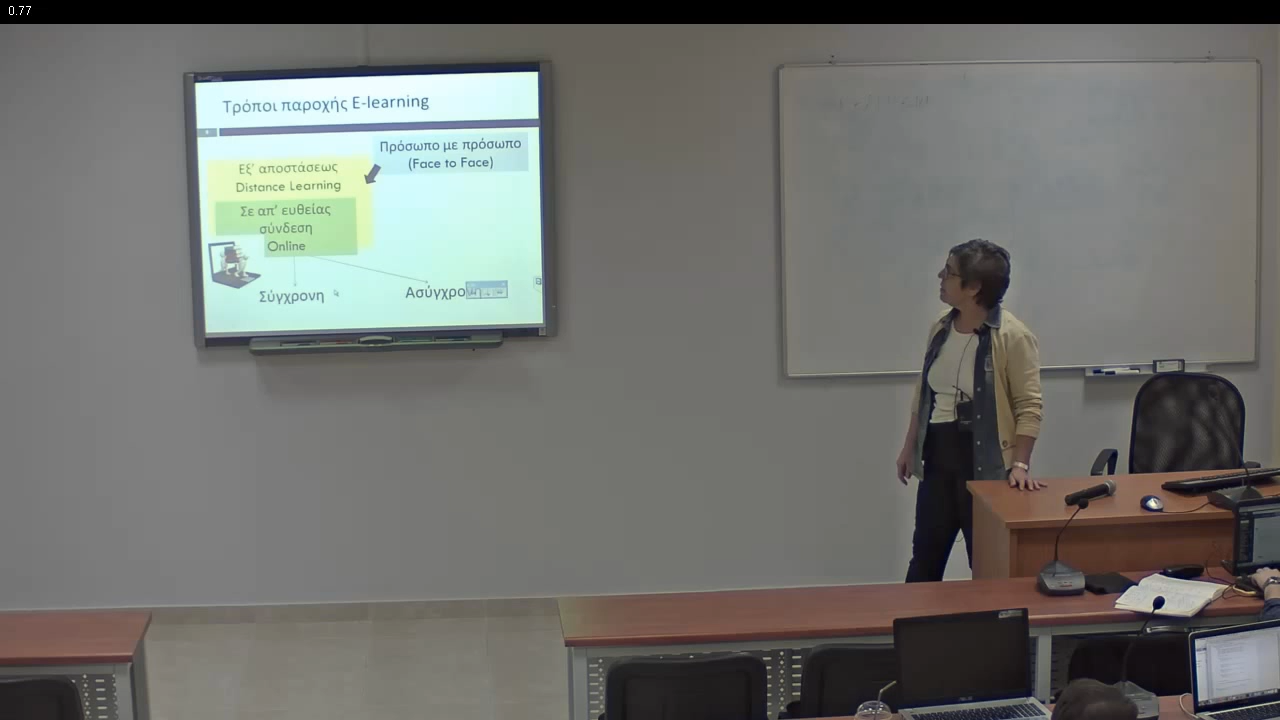 0.77
Τρόποι παροχής E-learning
Πρόσωπο με πρόσωπο
(Face to Face)
Εξ' αποστάσεως
Distance Learning
Σε απ' ευθείας
σύνδεση
Online
Σύγχρονη
Ασύγχρο